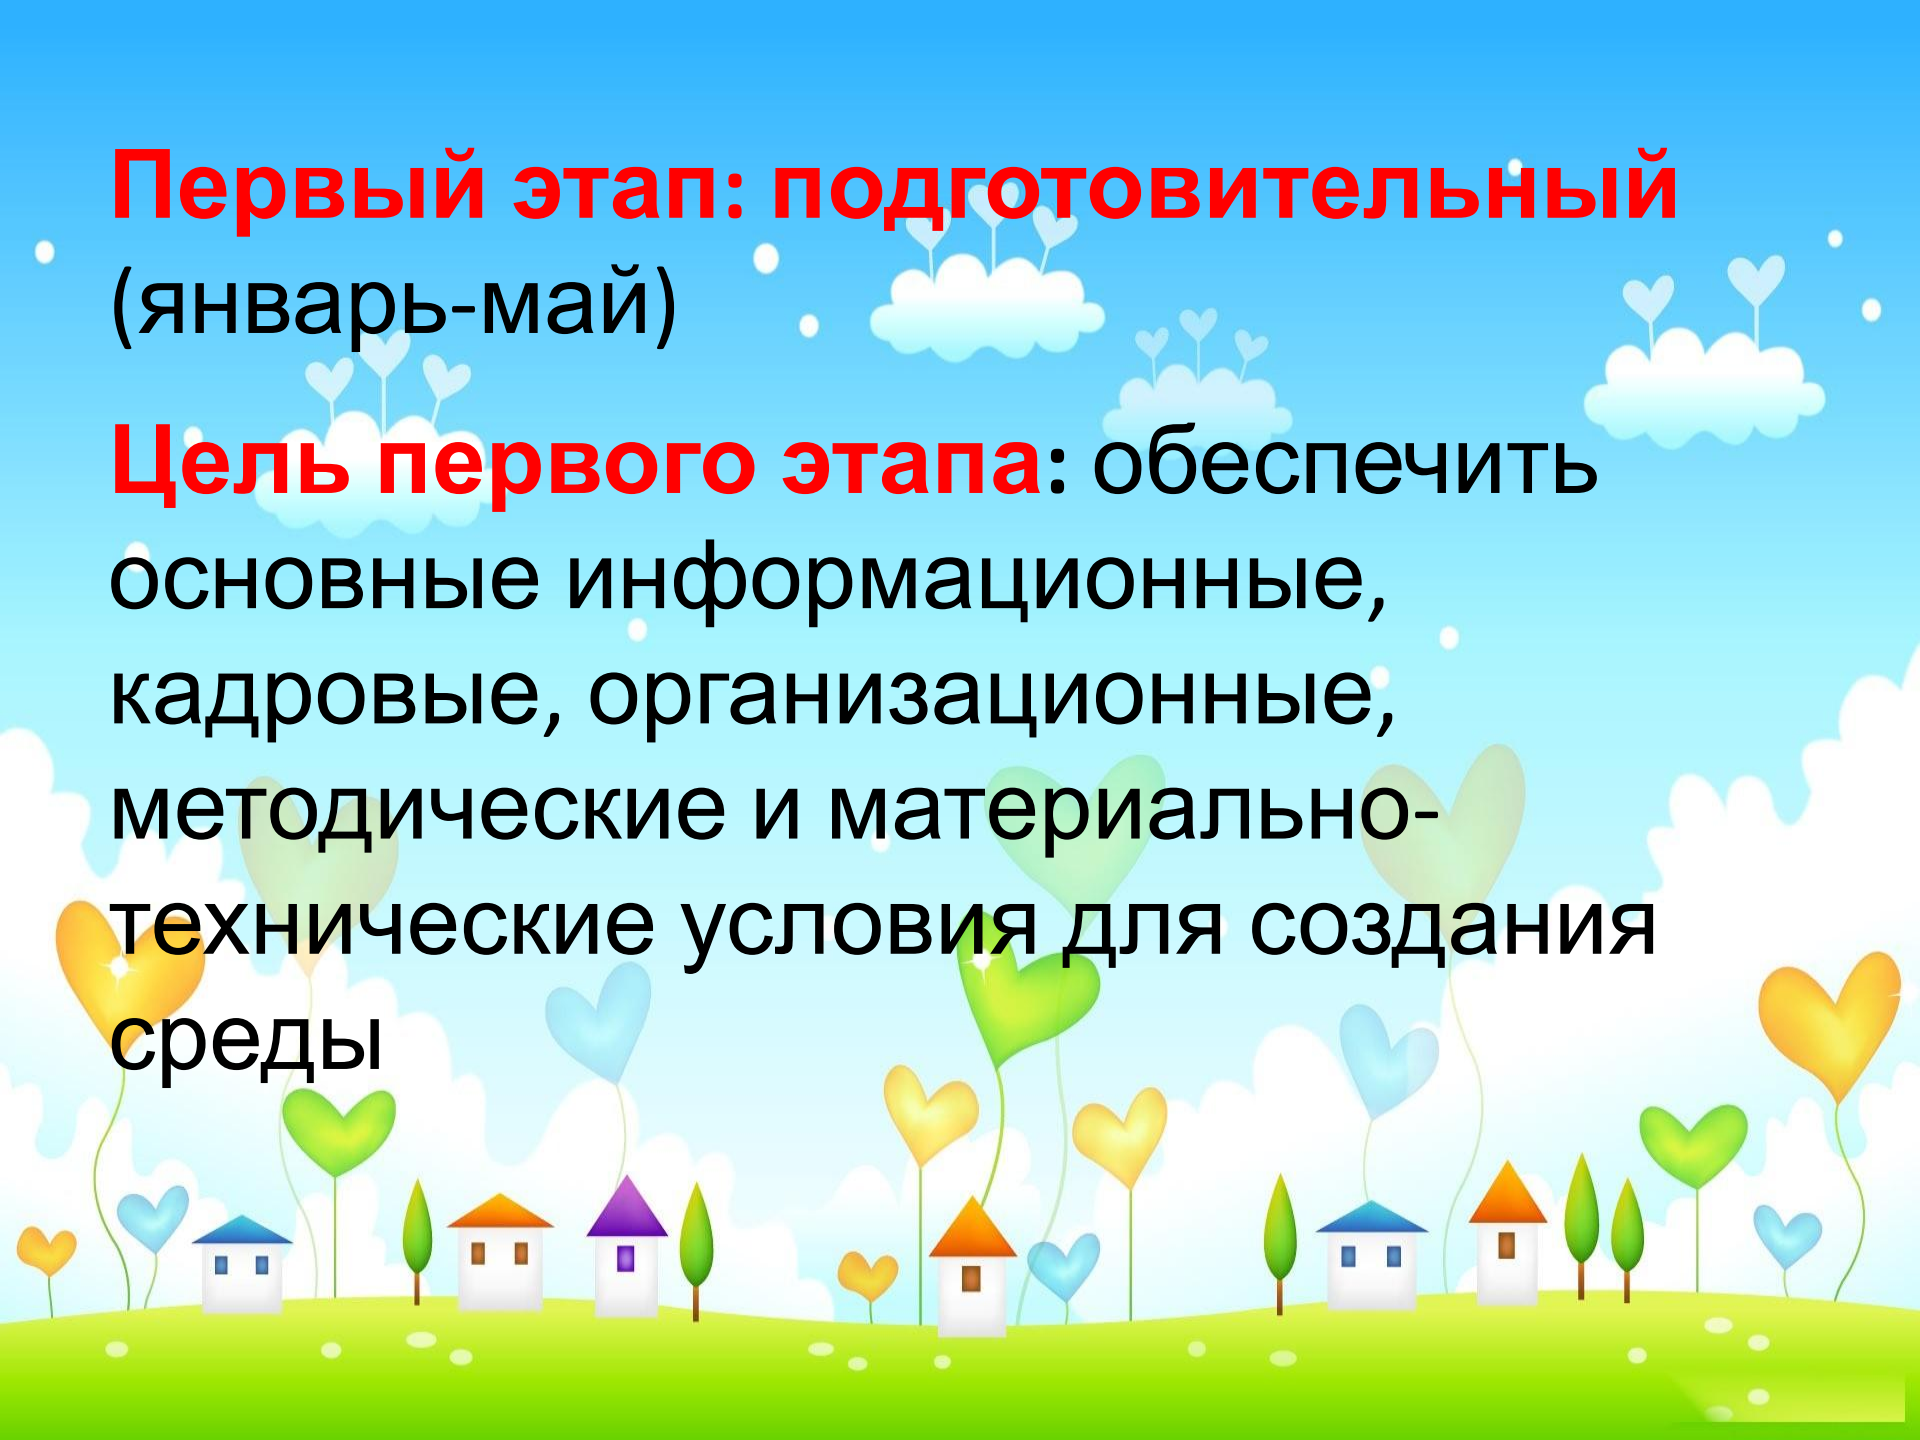 Первый этап: подготовительный
(январь-май)
Цель первого этапа: обеспечить
основные информационные,
кадровые, организационные,
методические и материально-
технические условия для создания
среды